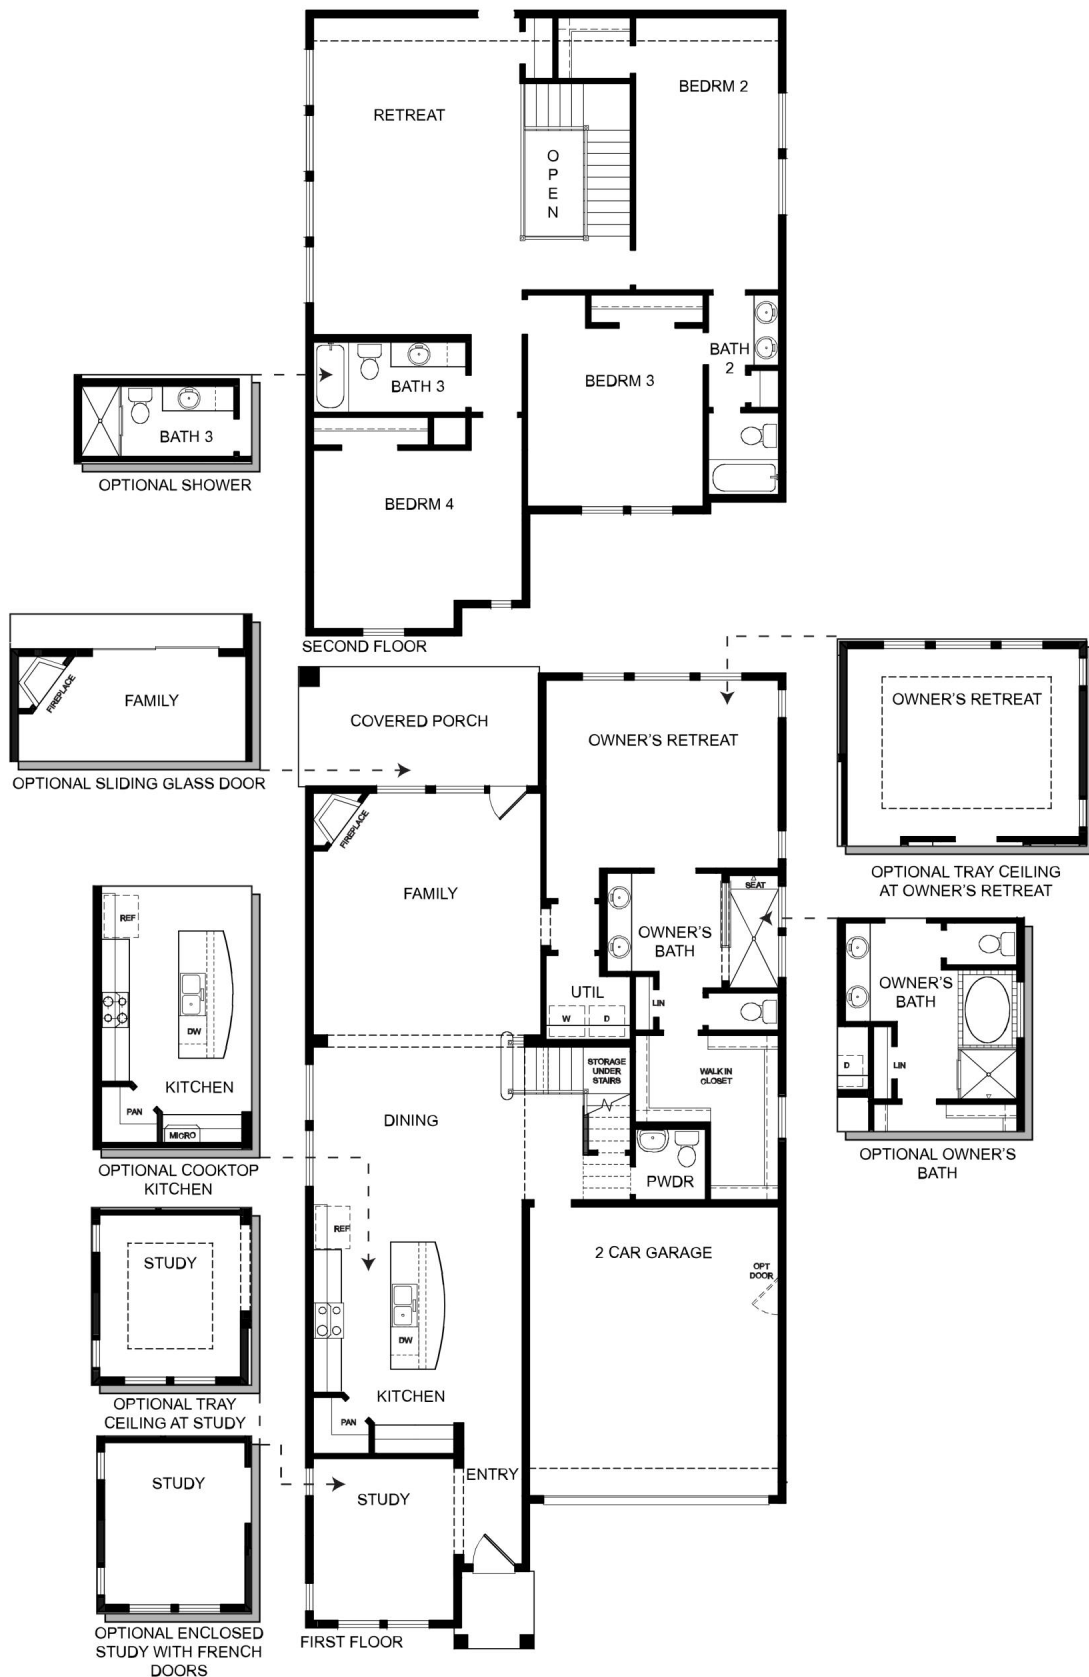 RETREAT
BEDRM 2
OPEN
BATH 3
BEDRM 3
BATH
2
BEDRM 4
SECOND FLOOR
BATH 3
OPTIONAL SHOWER
FIREPLACE
FAMILY
OPTIONAL SLIDING GLASS DOOR
COVERED PORCH
OWNER'S RETREAT
OWNER'S RETREAT
OPTIONAL TRAY CEILING
AT OWNER'S RETREAT
FIREPLACE
FAMILY
SEAT
OWNER'S
BATH
UTIL
W
D
LIN
STORAGE
UNDER
STAIRS
WALK IN
CLOSET
DINING
PWDR
OWNER'S
BATH
D
LIN
OPTIONAL OWNER'S
BATH
REF
DW
KITCHEN
PAN
MICRO
OPTIONAL COOKTOP
KITCHEN
REF
DW
KITCHEN
PAN
2 CAR GARAGE
OPT
DOOR
STUDY
OPTIONAL TRAY
CEILING AT STUDY
STUDY
OPTIONAL ENCLOSED
STUDY WITH FRENCH
DOORS
ENTRY
STUDY
FIRST FLOOR